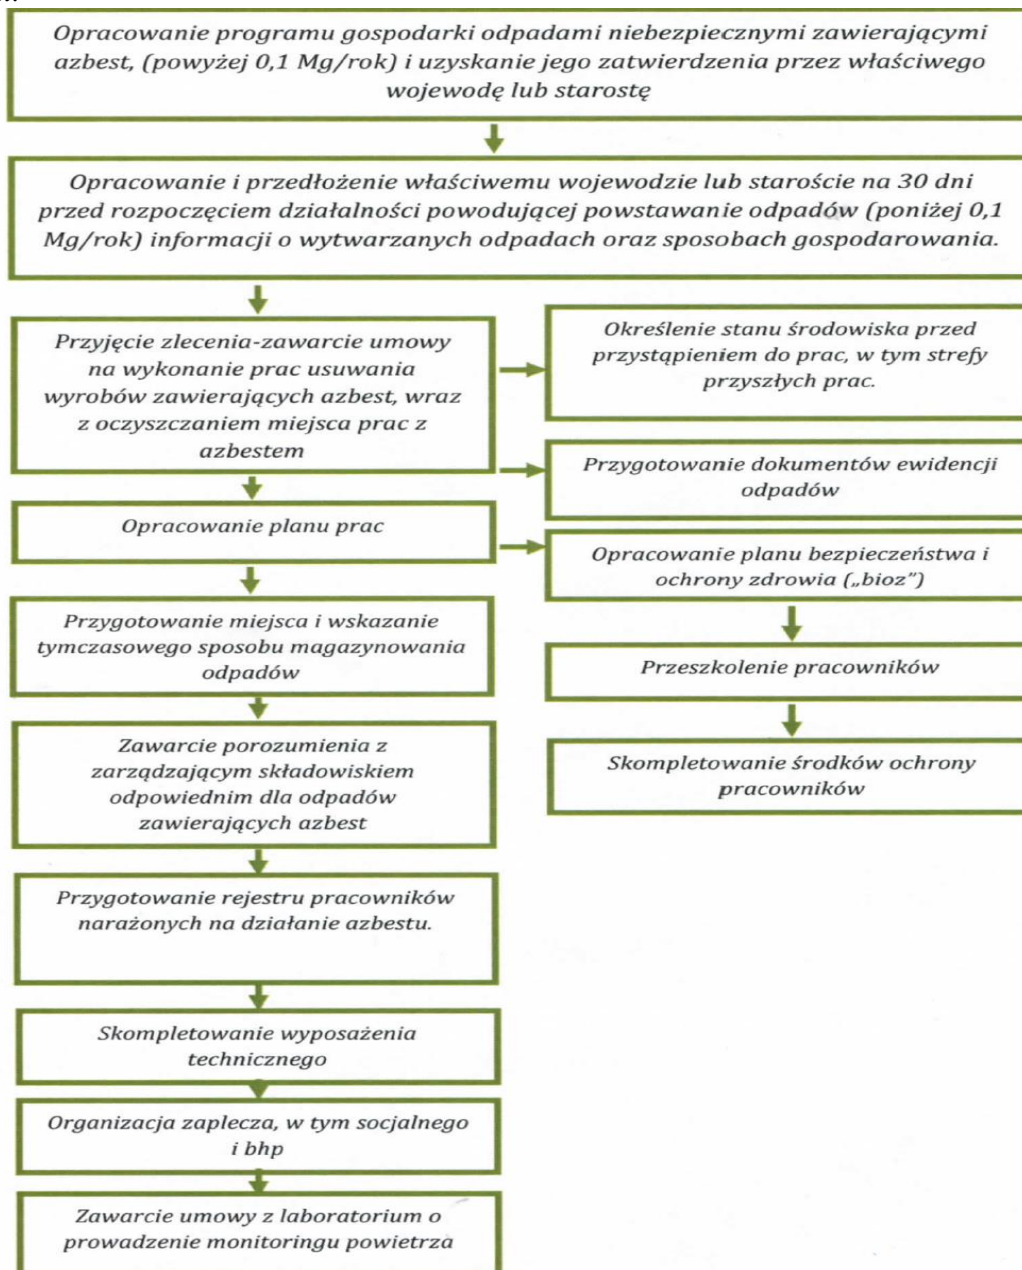 Opracowanie programu gospodarki odpadami niebezpiecznymi zawierającymi
azbest, (powyżej 0,1 Mg/rok) i uzyskanie jego zatwierdzenia przez właściwego
wojewodę lub starostę
Opracowanie i przedłożenie właściwemu wojewodzie lub staroście na 30 dni
przed rozpoczęciem działalności powodującej powstawanie odpadów (poniżej 0,1
Mg/rok) informacji o wytwarzanych odpadach oraz sposobach gospodarowania.
Przyjęcie zlecenia-zawarcie umowy
na wykonanie prac usuwania
wyrobów zawierających azbest, wraz
z oczyszczaniem miejsca prac z
azbestem
Określenie stanu środowiska przed
przystąpieniem do prac, w tym strefy
przyszłych prac.
Przygotowanie dokumentów ewidencji
odpadów
Opracowanie planu prac
Opracowanie planu bezpieczeństwa i
ochrony zdrowia („bioz”)
Przygotowanie miejsca i wskazanie
tymczasowego sposobu magazynowania
odpadów
Przeszkolenie pracowników
Zawarcie porozumienia z
zarządzającym składowiskiem
odpowiednim dla odpadów
zawierających azbest
Skompletowanie środków ochrony
pracowników
Przygotowanie rejestru pracowników
narażonych na działanie azbestu.
Skompletowanie wyposażenia
technicznego
Organizacja zaplecza, w tym socjalnego
i bhp
Zawarcie umowy z laboratorium o
prowadzenie monitoringu powietrza